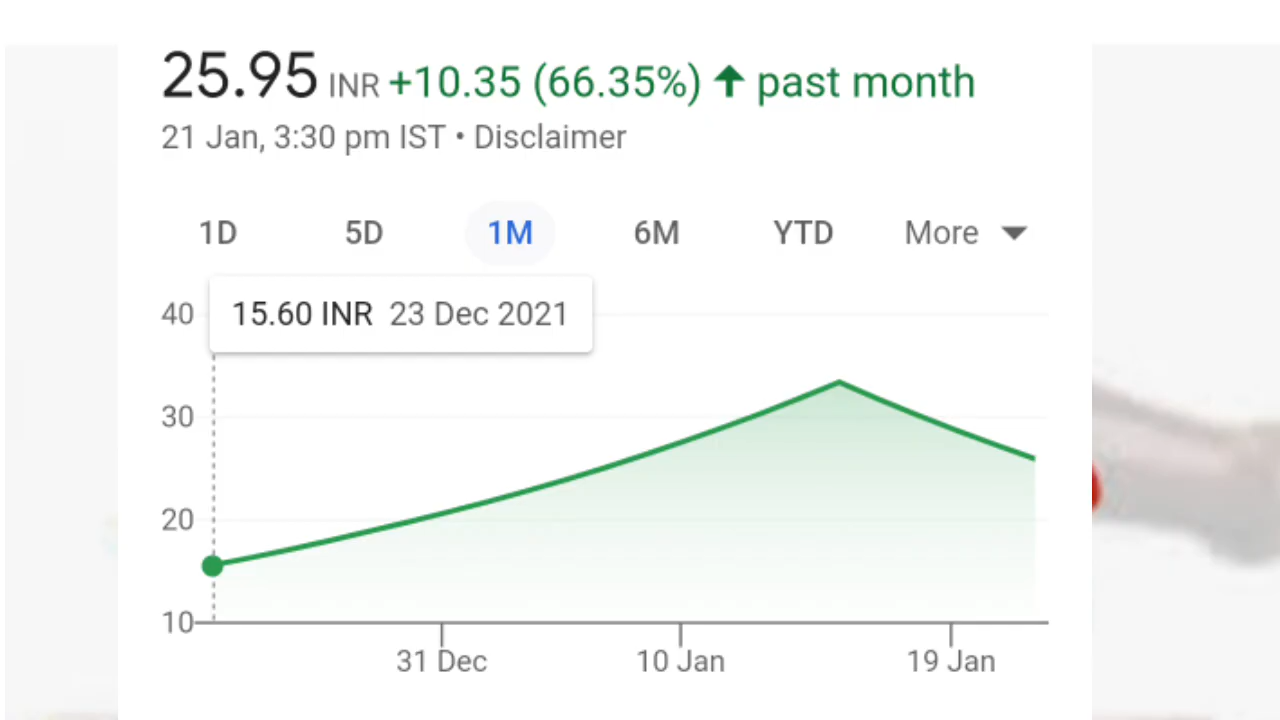 25.95 INR +10.35 (66.35%) ↑ past month
21 Jan, 3:30 pm IST • Disclaimer
1D 5D 1M 6M YTD More
15.60 INR 23 Dec 2021
40
30
20
10
31 Dec 10 Jan 19 Jan